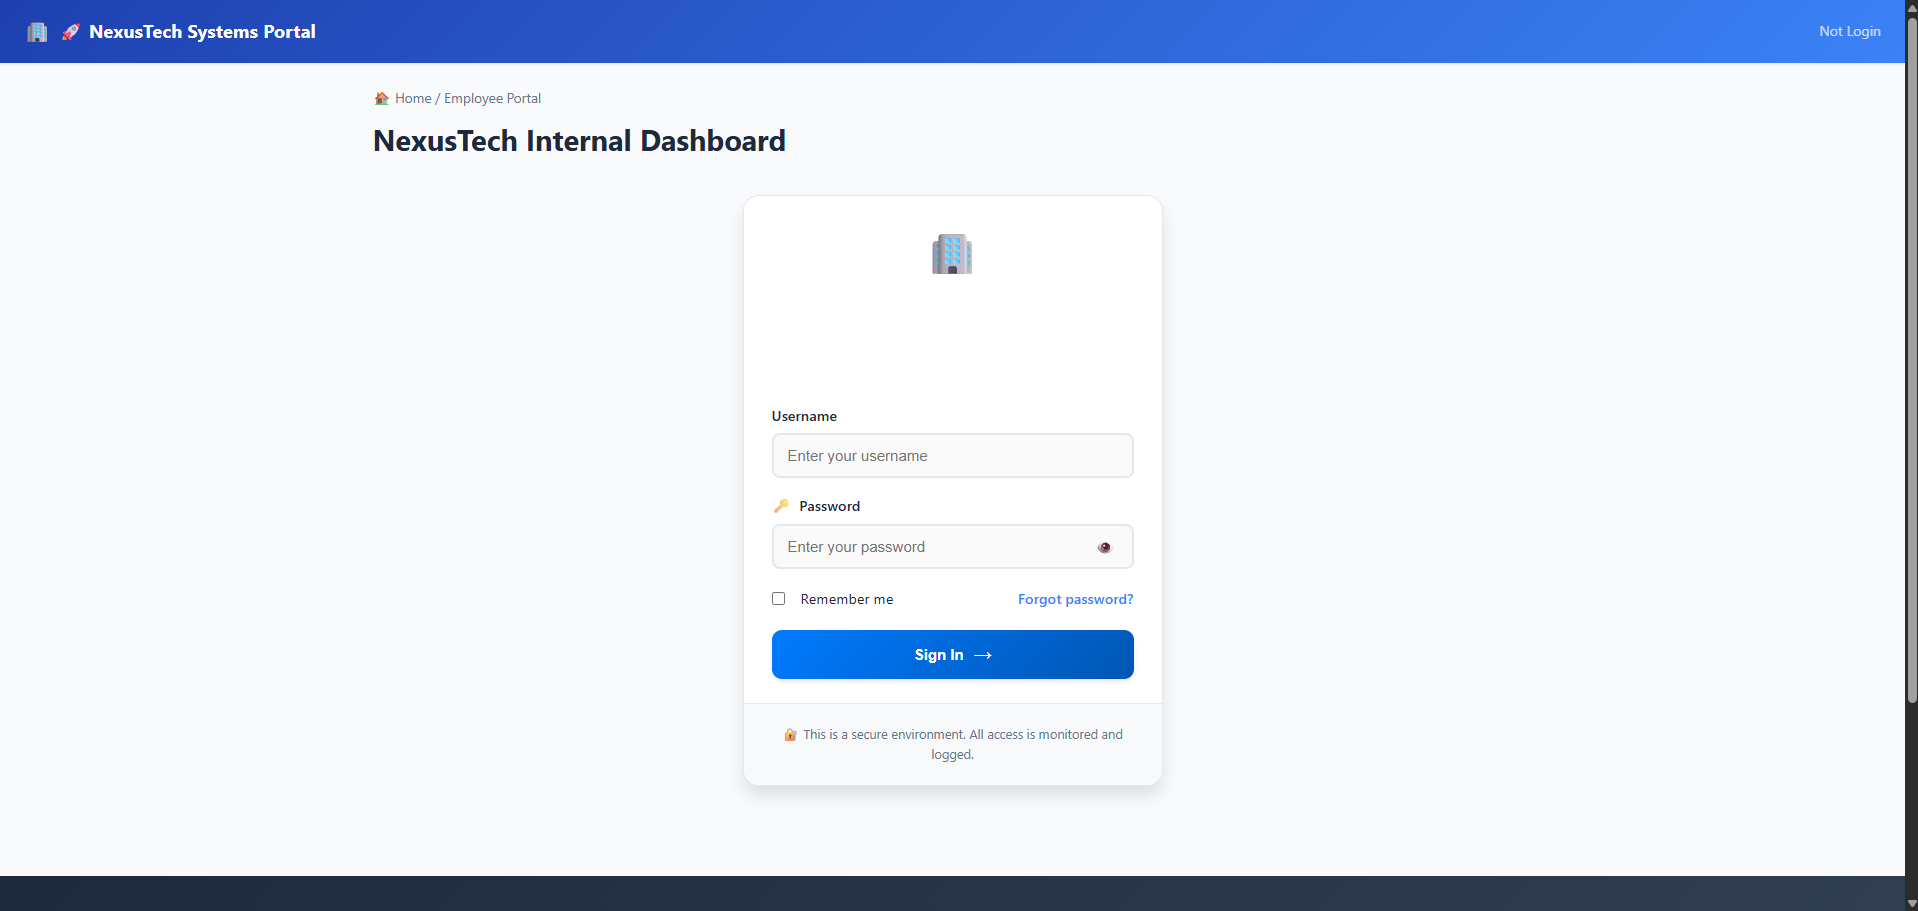 NexusTech Systems Portal
Not Login
Home / Employee Portal
NexusTech Internal Dashboard
Username
Enter your username
Password
Enter your password
Remember me
Forgot password?
Sign In →
This is a secure environment. All access is monitored and
logged.